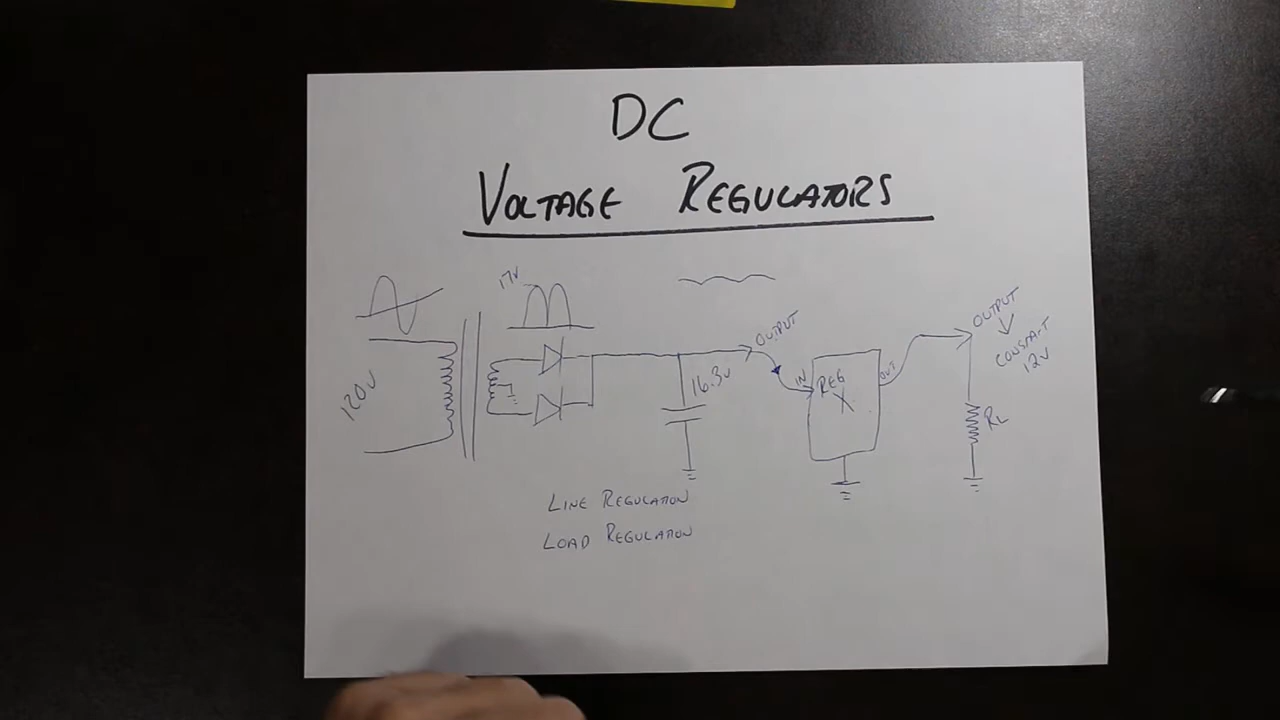 DC
VOLTAGE REGULATORS
17V
120V
16.3V
OUTPUT
IN
REG
X
OUT
OUTPUT
CONSTANT
12V
RL
LINE REGULATION
LOAD REGULATION